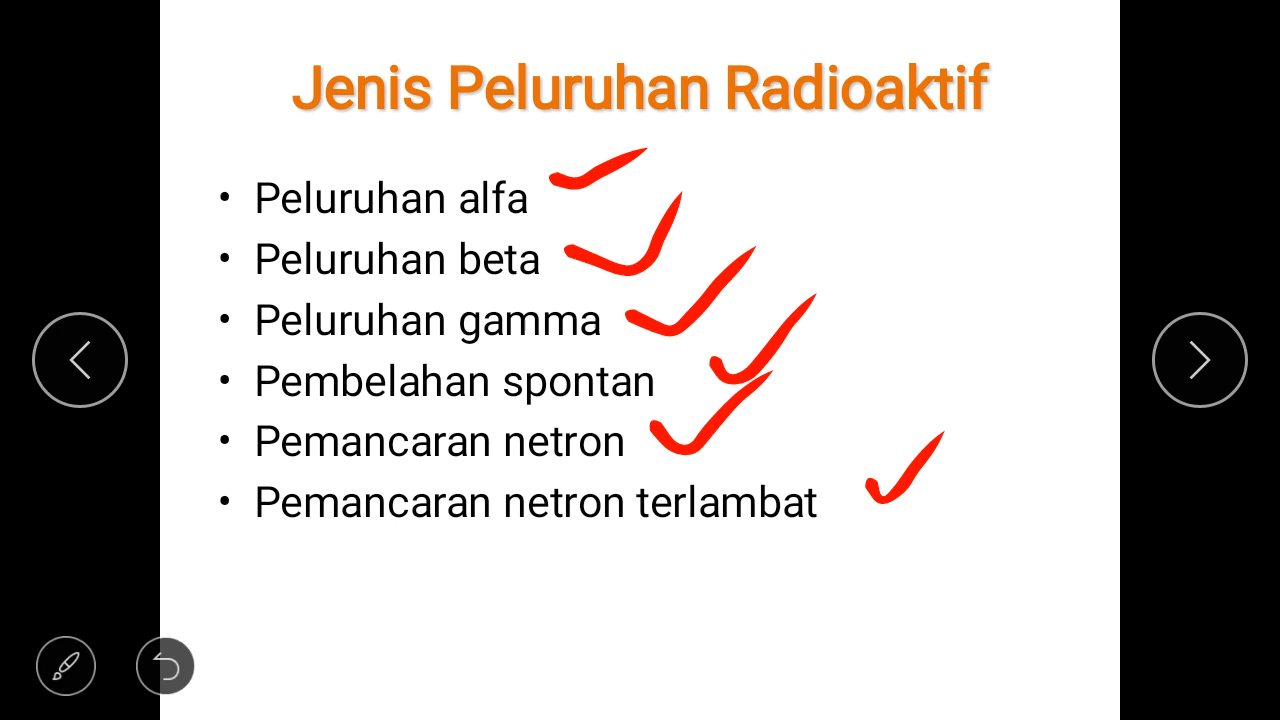 Jenis Peluruhan Radioaktif
• Peluruhan alfa
• Peluruhan beta
• Peluruhan gamma
• Pembelahan spontan
• Pemancaran netron
• Pemancaran netron terlambat